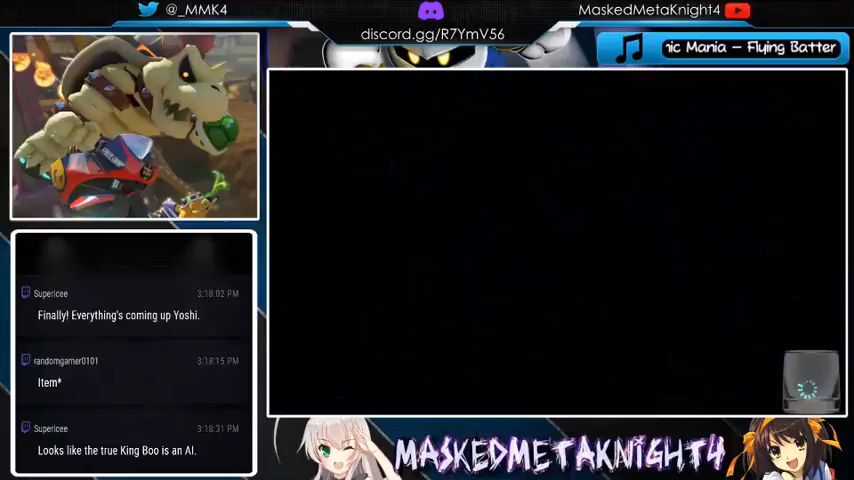 @_MMK4
discord.gg/R7YmV56
MaskedMetaKnight4
nic Mania – Flying Batter
Supericee 3:18:02 PM
Finally! Everything's coming up Yoshi.
randomgamer0101 3:18:15 PM
Item*
Supericee 3:18:31 PM
Looks like the true King Boo is an AI.
MASKEDMETAKNIGHT4